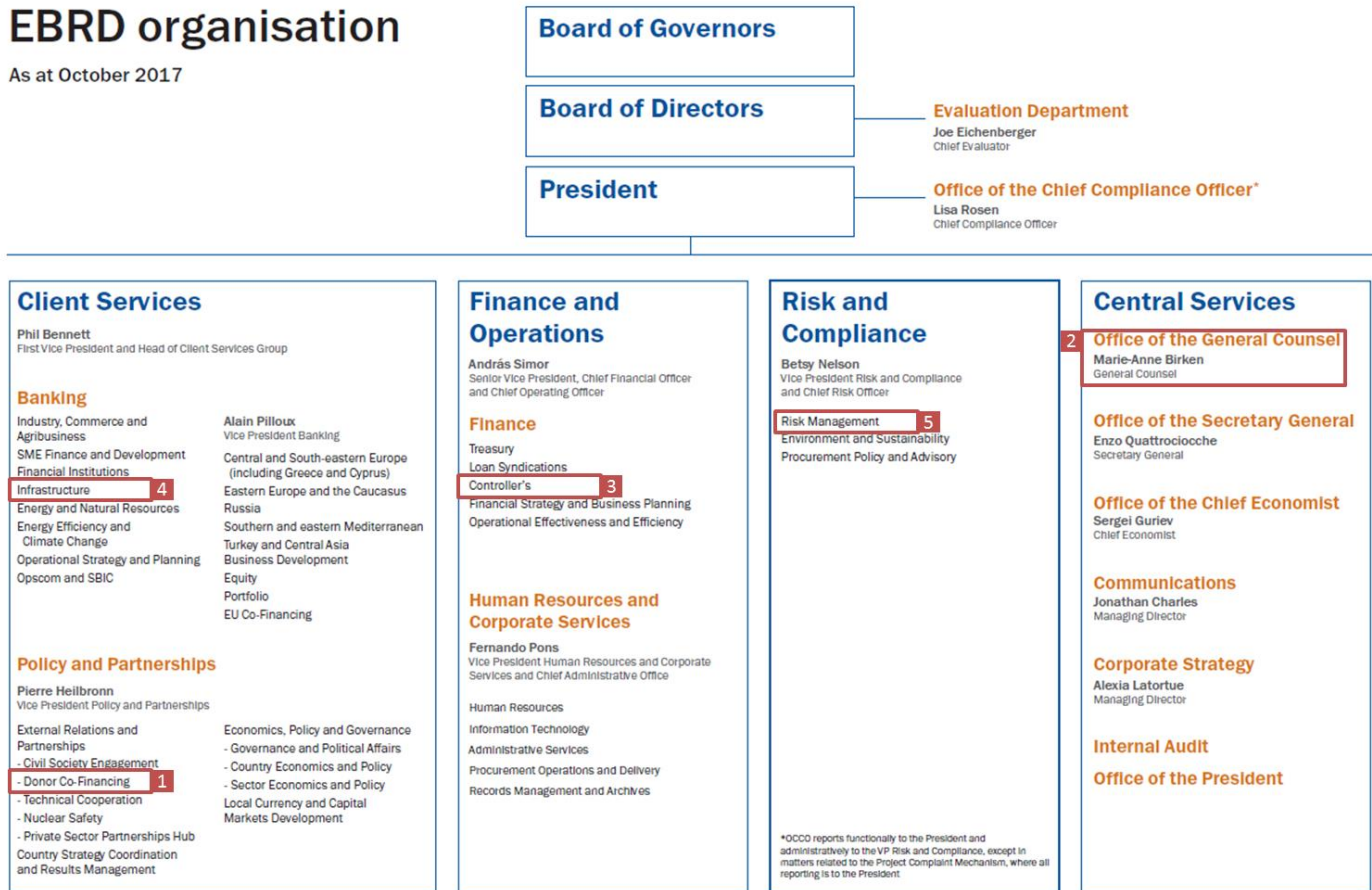 EBRD organisation
As at October 2017
Board of Governors
Board of Directors
Evaluation Department
Joe Eichenberger
Chief Evaluator
President
Office of the Chief Compliance Officer*
Lisa Rosen
Chief Compliance Officer
Client Services
Phil Bennett
First Vice President and Head of Client Services Group
Banking
Industry, Commerce and
Agribusiness
SME Finance and Development
Financial Institutions
Infrastructure
4
Energy and Natural Resources
Energy Efficiency and
Climate Change
Operational Strategy and Planning
Opscom and SBIC
Alain Pilloux
Vice President Banking
Central and South-eastern Europe
(including Greece and Cyprus)
Eastern Europe and the Caucasus
Russia
Southern and eastern Mediterranean
Turkey and Central Asia
Business Development
Equity
Portfolio
EU Co-Financing
Policy and Partnerships
Pierre Heilbronn
Vice President Policy and Partnerships
External Relations and
Partnerships
- Civil Society Engagement
- Donor Co-Financing
1
- Technical Cooperation
- Nuclear Safety
- Private Sector Partnerships Hub
Country Strategy Coordination
and Results Management
Economics, Policy and Governance
- Governance and Political Affairs
- Country Economics and Policy
- Sector Economics and Policy
Local Currency and Capital
Markets Development
Finance and
Operations
András Simor
Senior Vice President, Chief Financial Officer
and Chief Operating Officer
Finance
Treasury
Loan Syndications
Controller's
3
Financial Strategy and Business Planning
Operational Effectiveness and Efficiency
Human Resources and
Corporate Services
Fernando Pons
Vice President Human Resources and Corporate
Services and Chief Administrative Office
Human Resources
Information Technology
Administrative Services
Procurement Operations and Delivery
Records Management and Archives
Risk and
Compliance
Betsy Nelson
Vice President Risk and Compliance
and Chief Risk Officer
Risk Management
5
Environment and Sustainability
Procurement Policy and Advisory
*OCCO reports functionally to the President and
administratively to the VP Risk and Compliance, except in
matters related to the Project Complaint Mechanism, where all
reporting is to the President
Central Services
2
Office of the General Counsel
Marie-Anne Birken
General Counsel
Office of the Secretary General
Enzo Quattrociocche
Secretary General
Office of the Chief Economist
Sergei Guriev
Chief Economist
Communications
Jonathan Charles
Managing Director
Corporate Strategy
Alexia Latortue
Managing Director
Internal Audit
Office of the President